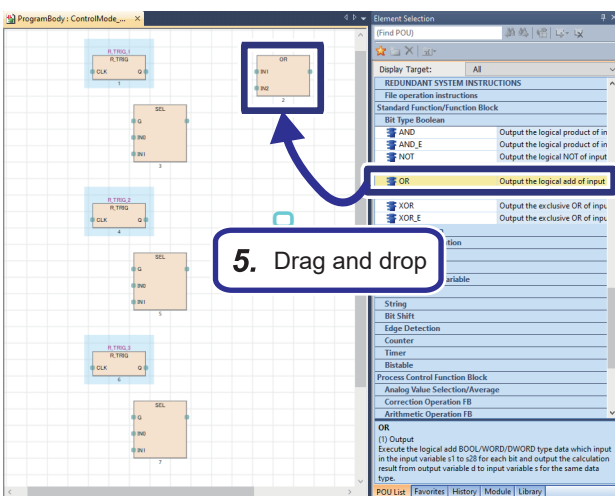 ProgramBody : ControlMode_...
R_TRIG_1
R_TRIG
CLK Q
1
OR
IN1
IN2
2
SEL
G
IN0
IN1
3
R_TRIG_2
R_TRIG
CLK Q
4
SEL
G
IN0
IN1
5
R_TRIG_3
R_TRIG
CLK Q
6
SEL
G
IN0
IN1
7
5. Drag and drop
Element Selection
(Find POU)
Display Target: All
REDUNDANT SYSTEM INSTRUCTIONS
File operation instructions
Standard Function/Function Block
Bit Type Boolean
AND Output the logical product of in
AND_E Output the logical product of in
NOT Output the logical NOT of input
OR Output the logical add of input
XOR Output the exclusive OR of inpu
XOR_E Output the exclusive OR of inpu
String
Bit Shift
Edge Detection
Counter
Timer
Bistable
Process Control Function Block
Analog Value Selection/Average
Correction Operation FB
Arithmetic Operation FB
OR
(1) Output
Execute the logical add BOOL/WORD/DWORD type data which input
in the input variable s1 to s28 for each bit and output the calculation
result from output variable d to input variable s for the same data
type.
POU List Favorites History Module Library